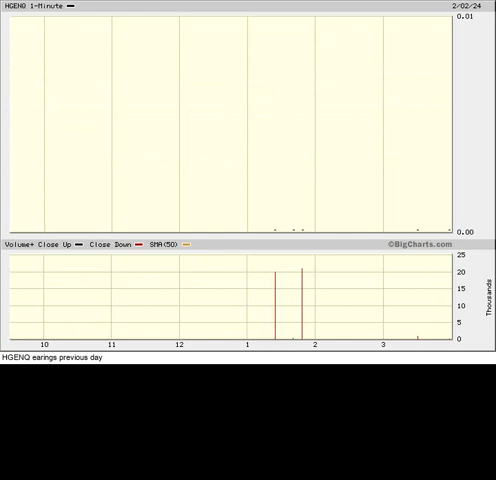 HGENQ 1-Minute 2/02/24
0.01
0.00
Volume+ Close Up Close Down SMA(50) ©BigCharts.com
25
20
15
10
5
0
Thousands
10 11 12 1 2 3
HGENQ earings previous day